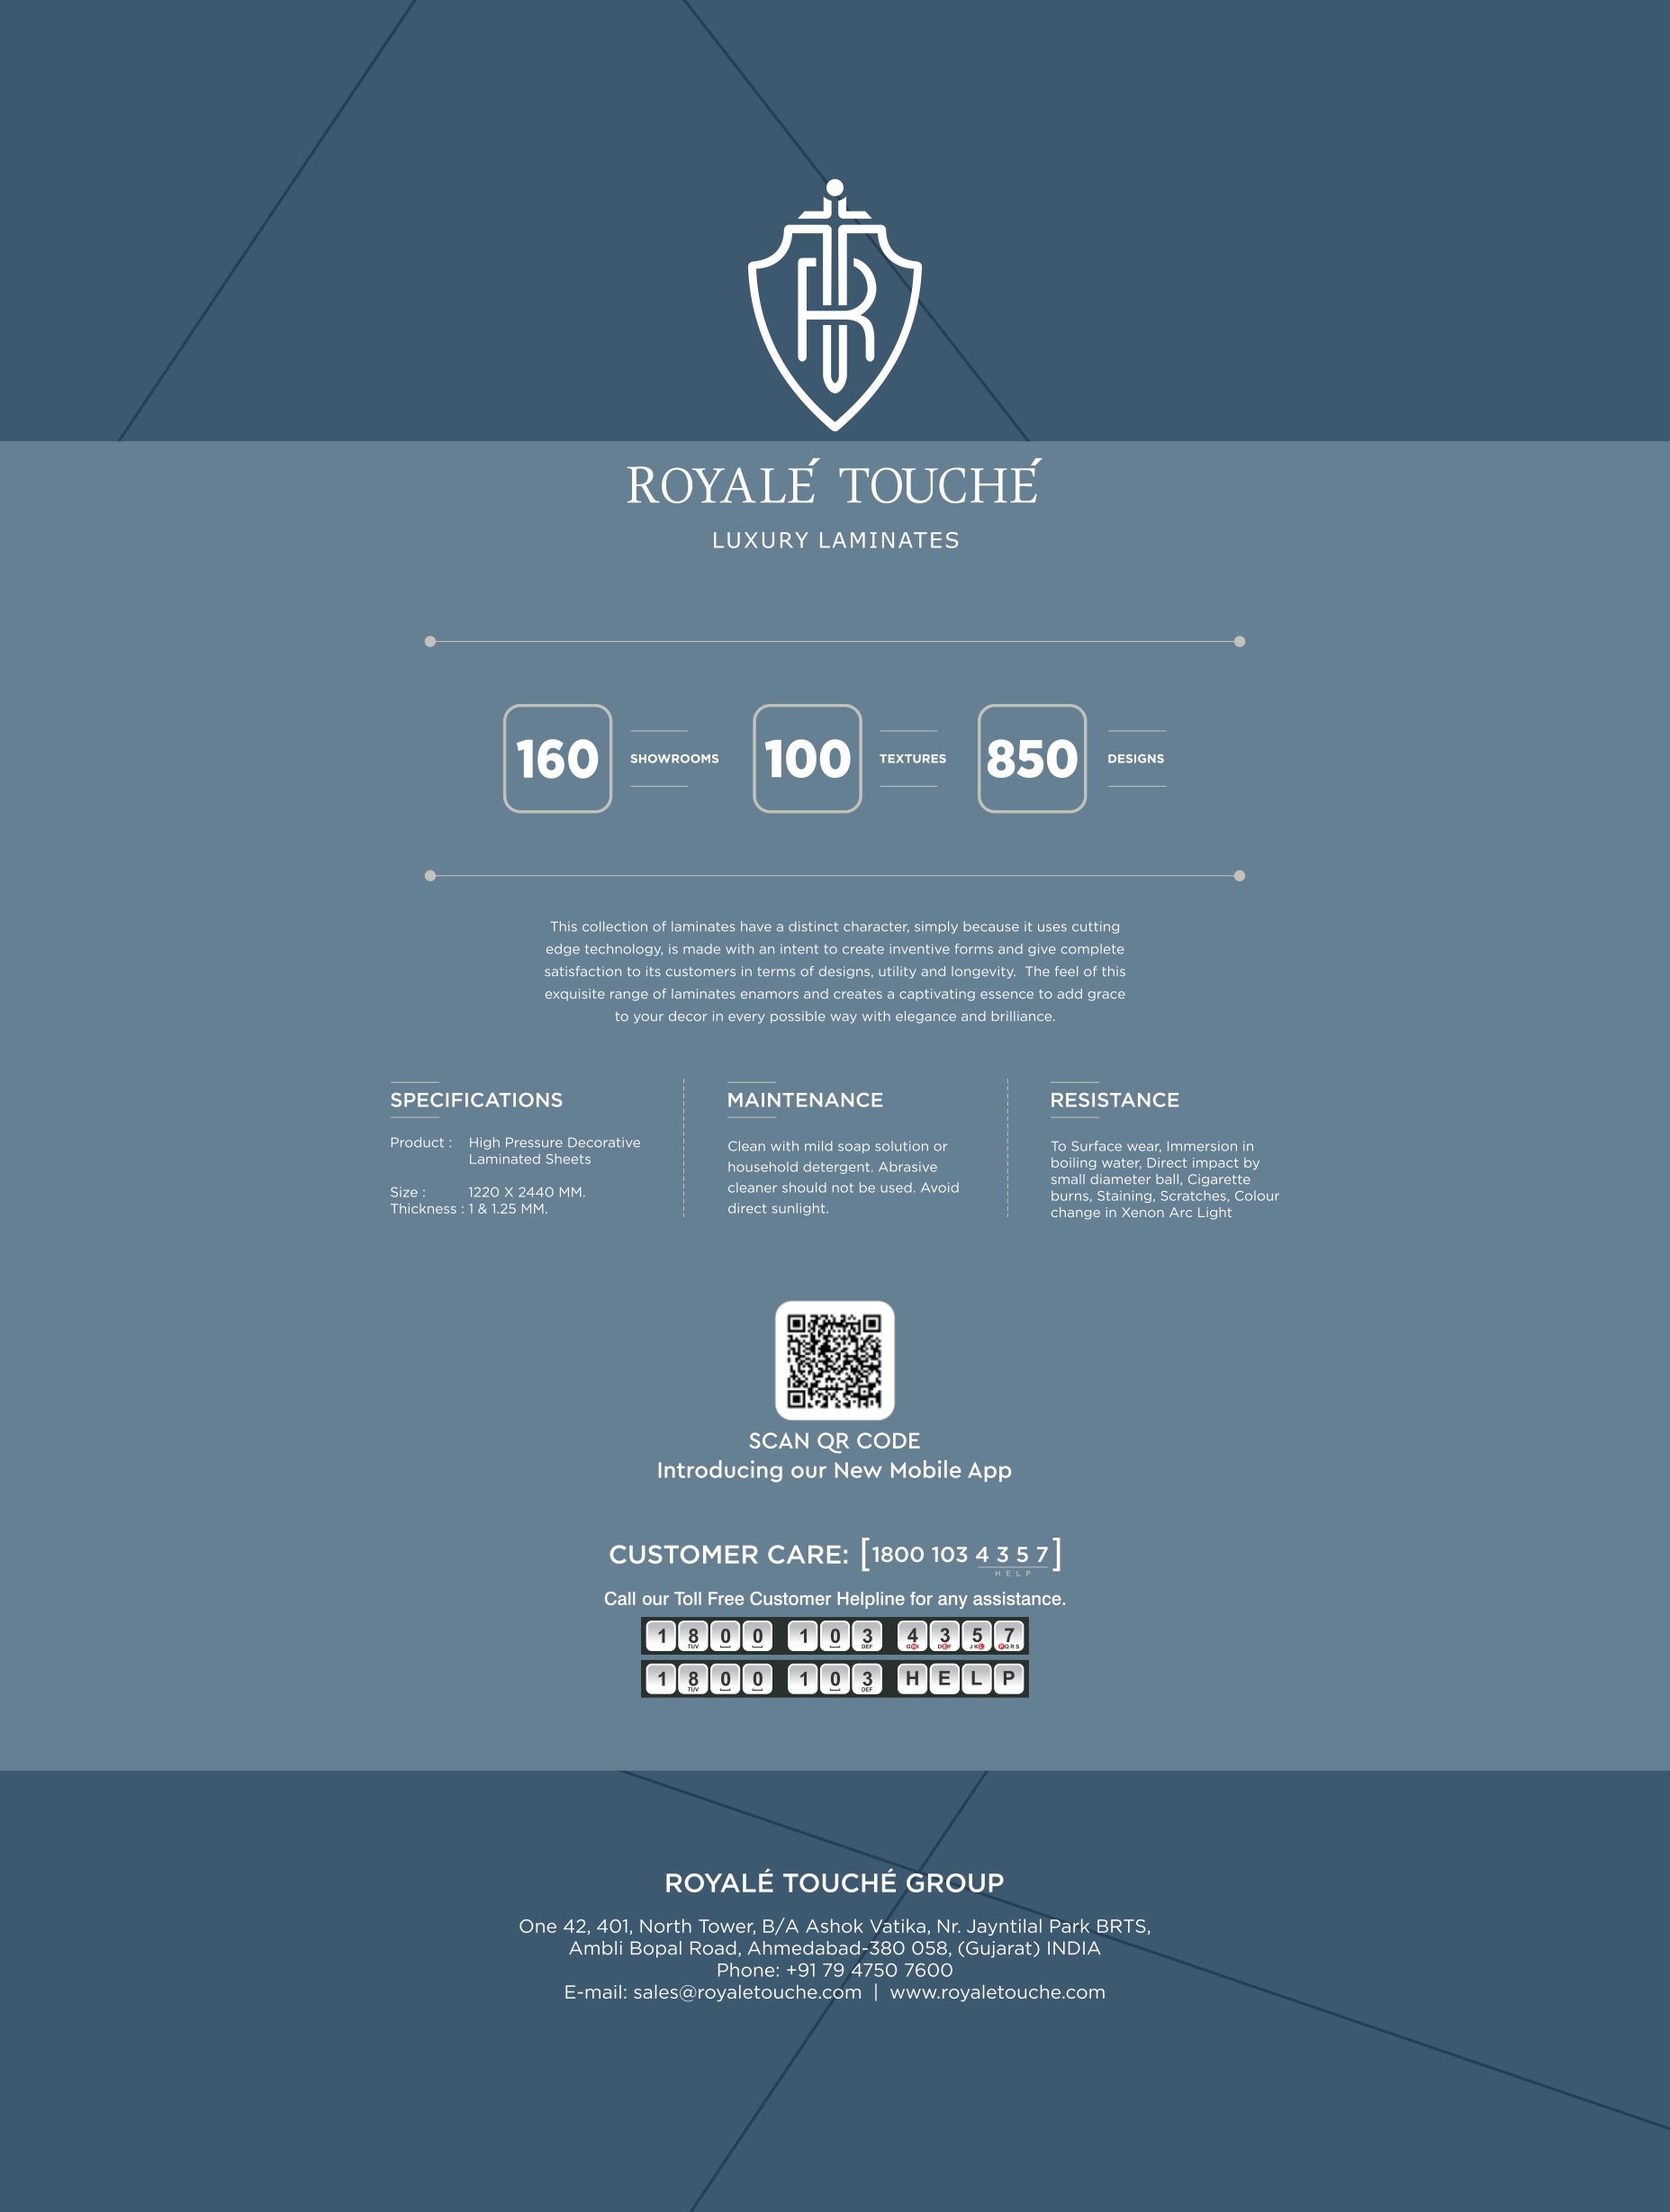 ROYALÉ TOUCHÉ
LUXURY LAMINATES
160 SHOWROOMS 100 TEXTURES 850 DESIGNS
This collection of laminates have a distinct character, simply because it uses cutting
edge technology, is made with an intent to create inventive forms and give complete
satisfaction to its customers in terms of designs, utility and longevity. The feel of this
exquisite range of laminates enamors and creates a captivating essence to add grace
to your decor in every possible way with elegance and brilliance.
SPECIFICATIONS
Product : High Pressure Decorative
Laminated Sheets
Size : 1220 X 2440 MM.
Thickness : 1 & 1.25 MM.
MAINTENANCE
Clean with mild soap solution or
household detergent. Abrasive
cleaner should not be used. Avoid
direct sunlight.
RESISTANCE
To Surface wear, Immersion in
boiling water, Direct impact by
small diameter ball, Cigarette
burns, Staining, Scratches, Colour
change in Xenon Arc Light
SCAN QR CODE
Introducing our New Mobile App
CUSTOMER CARE: [1800 103 4 3 5 7]
HELP
Call our Toll Free Customer Helpline for any assistance.
1 8 0 0 1 0 3 4 3 5 7
TUV DEF GHI DEF JKL PQRS
1 8 0 0 1 0 3 H E L P
TUV DEF
ROYALÉ TOUCHÉ GROUP
One 42, 401, North Tower, B/A Ashok Vatika, Nr. Jayntilal Park BRTS,
Ambli Bopal Road, Ahmedabad-380 058, (Gujarat) INDIA
Phone: +91 79 4750 7600
E-mail: sales@royaletouche.com | www.royaletouche.com